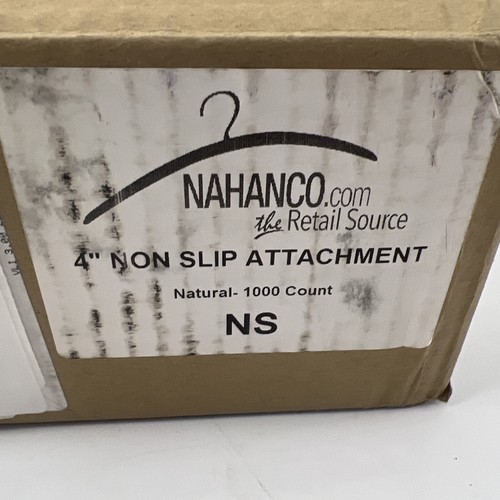 NAHANCO.com
the Retail Source
4" NON SLIP ATTACHMENT
Natural- 1000 Count
NS